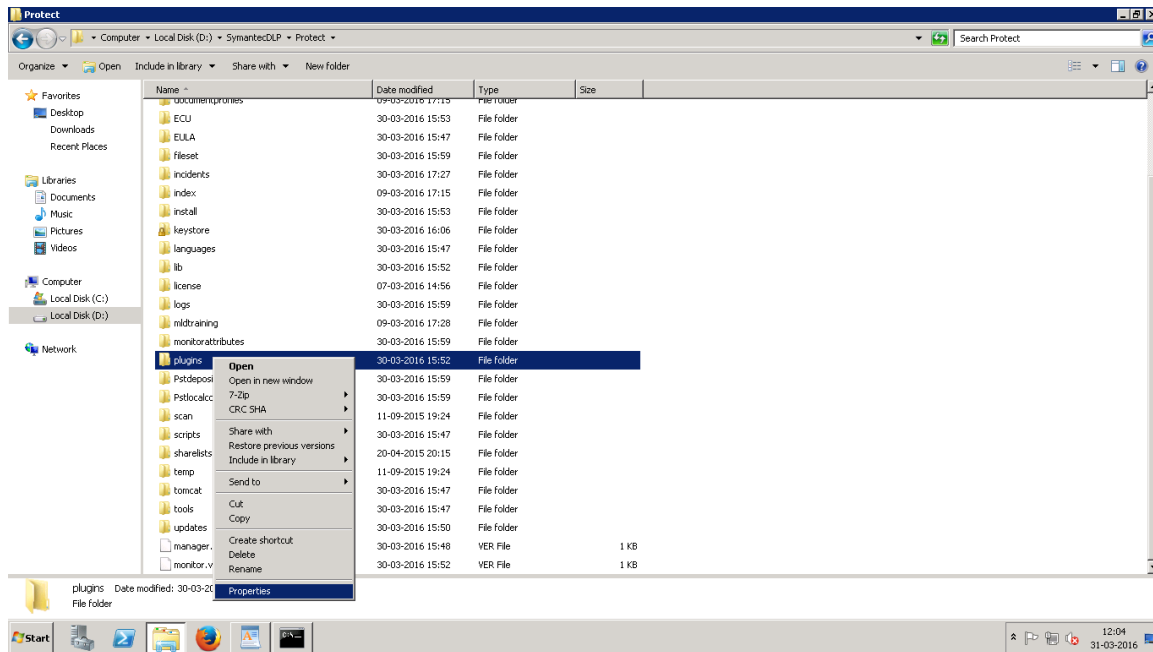 Protect
Computer Local Disk (D:) SymantecDLP Protect
Search Protect
Organize Open Include in library Share with New folder
Name Date modified Type Size
Favorites
Desktop
Downloads
Recent Places
Libraries
Documents
Music
Pictures
Videos
Computer
Local Disk (C:)
Local Disk (D:)
Network
documentprofiles 09-03-2016 17:15 File folder
ECU 30-03-2016 15:53 File folder
EULA 30-03-2016 15:47 File folder
fileset 30-03-2016 15:59 File folder
incidents 30-03-2016 17:27 File folder
index 09-03-2016 17:15 File folder
install 30-03-2016 15:53 File folder
keystore 30-03-2016 16:06 File folder
languages 30-03-2016 15:47 File folder
lib 30-03-2016 15:52 File folder
license 07-03-2016 14:56 File folder
logs 30-03-2016 15:59 File folder
mldtraining 09-03-2016 17:28 File folder
monitorattributes 30-03-2016 15:59 File folder
plugins 30-03-2016 15:52 File folder
Pstdeposi 30-03-2016 15:59 File folder
Pstlocalcc 30-03-2016 15:59 File folder
scan 11-09-2015 19:24 File folder
scripts 30-03-2016 15:47 File folder
sharelists 20-04-2015 20:15 File folder
temp 11-09-2015 19:24 File folder
tomcat 30-03-2016 15:47 File folder
tools 30-03-2016 15:47 File folder
updates 30-03-2016 15:50 File folder
manager. 30-03-2016 15:48 VER File 1 KB
monitor.v 30-03-2016 15:52 VER File 1 KB
Open
Open in new window
7-Zip
CRC SHA
Share with
Restore previous versions
Include in library
Send to
Cut
Copy
Create shortcut
Delete
Rename
Properties
plugins Date modified: 30-03-20
File folder
Start
12:04
31-03-2016